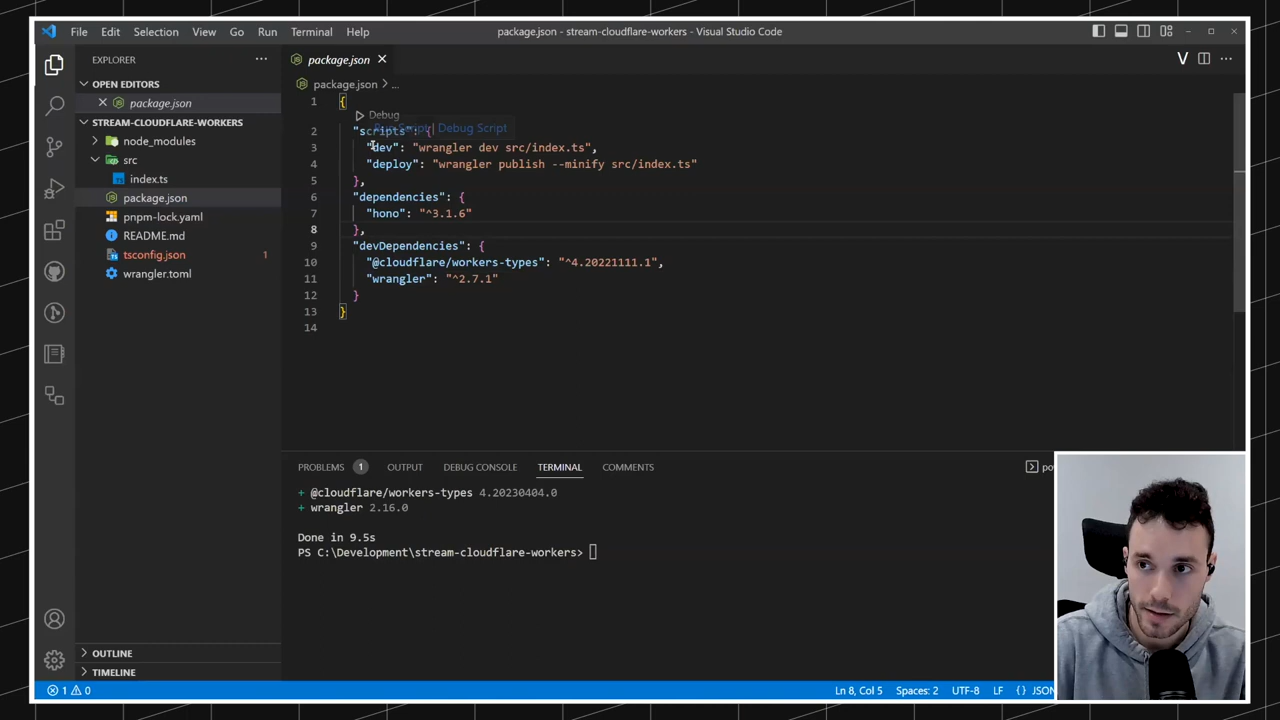 File Edit Selection View Go Run Terminal Help
package.json - stream-cloudflare-workers - Visual Studio Code
EXPLORER
OPEN EDITORS
package.json
STREAM-CLOUDFLARE-WORKERS
node_modules
src
index.ts
package.json
pnpm-lock.yaml
README.md
tsconfig.json 1
wrangler.toml
OUTLINE
TIMELINE
package.json
package.json > ...
1 {
Debug
Run Script | Debug Script
2 "scripts": {
3 "dev": "wrangler dev src/index.ts",
4 "deploy": "wrangler publish --minify src/index.ts"
5 },
6 "dependencies": {
7 "hono": "^3.1.6"
8 },
9 "devDependencies": {
10 "@cloudflare/workers-types": "^4.20221111.1",
11 "wrangler": "^2.7.1"
12 }
13 }
14
PROBLEMS 1 OUTPUT DEBUG CONSOLE TERMINAL COMMENTS
+ @cloudflare/workers-types 4.20230404.0
+ wrangler 2.16.0
Done in 9.5s
PS C:\Development\stream-cloudflare-workers>
1 0
Ln 8, Col 5 Spaces: 2 UTF-8 LF {} JSON